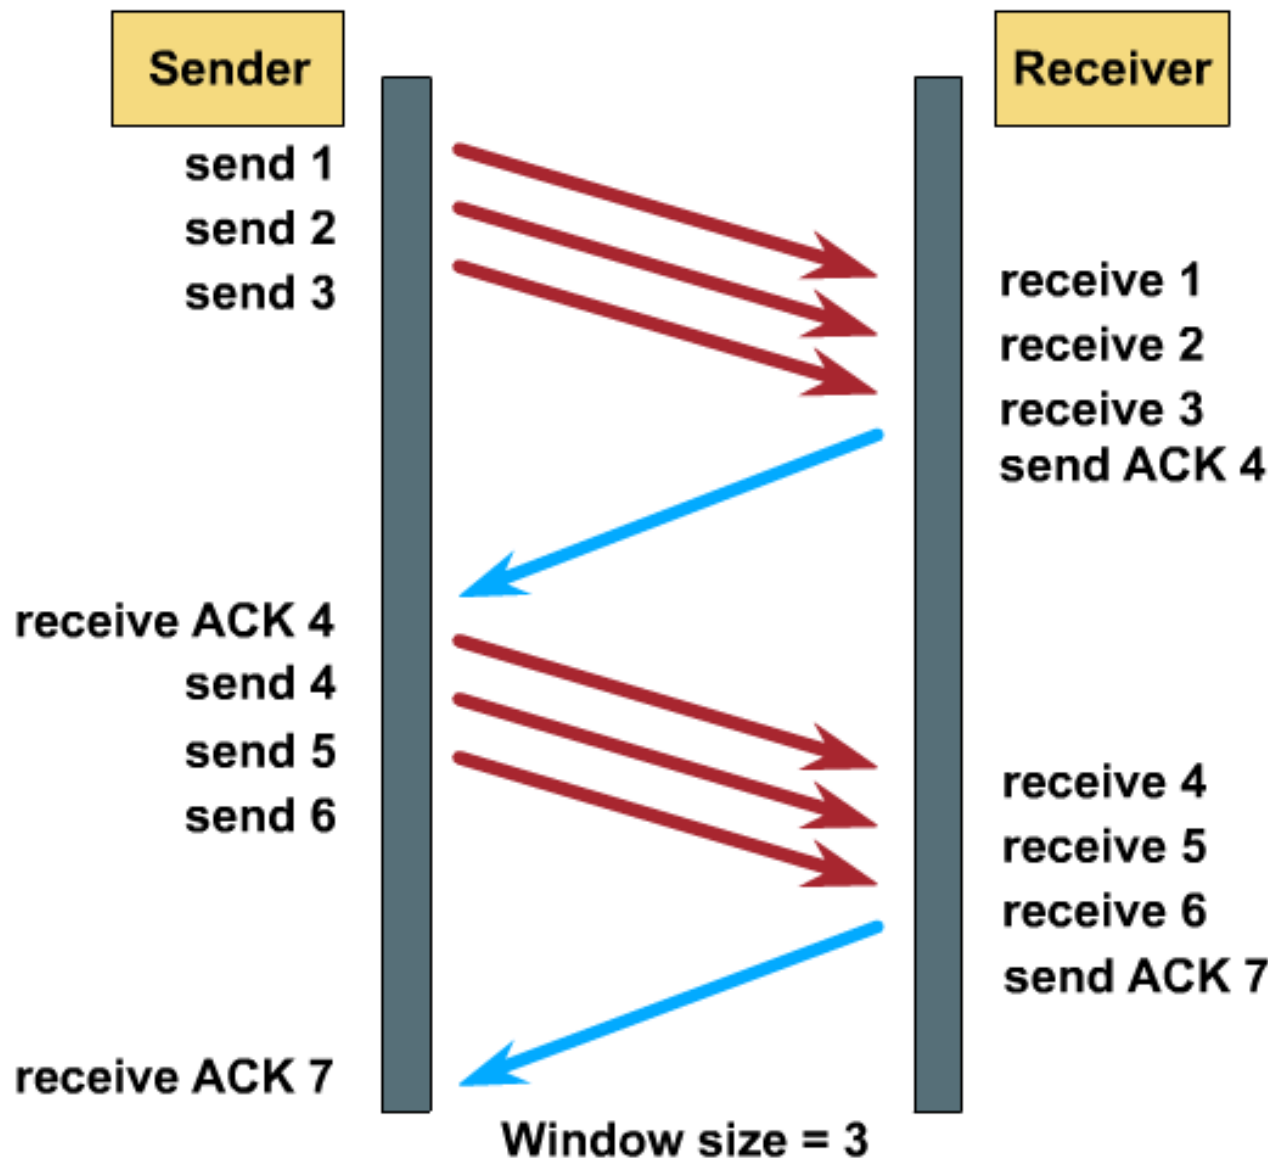 Sender
Receiver
send 1
send 2
send 3
receive 1
receive 2
receive 3
send ACK 4
receive ACK 4
send 4
send 5
send 6
receive 4
receive 5
receive 6
send ACK 7
receive ACK 7
Window size = 3